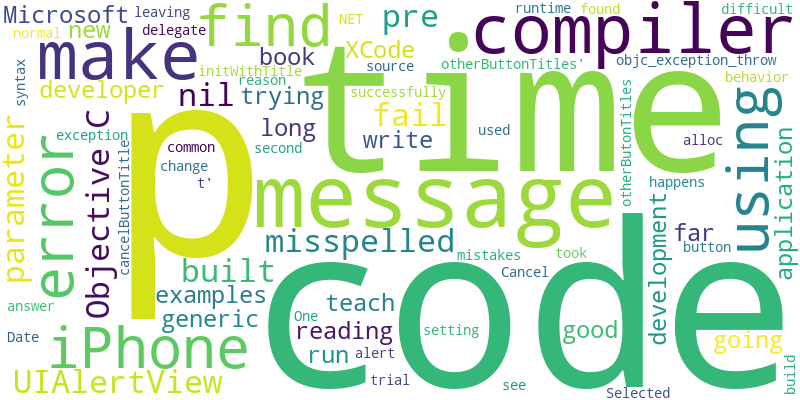 Microsoft
leaving
normal
new
delegate
find
pre
NET
runtime
found
difficult
compiler
make
book
XCode
initWithTitle
source
otherButtonTitles'
objc_exception_throw
syntax
developer
nil
reason
trying
successfully
behavior
p
time
fail
parameter
error
Objective C
exception
cancelButtonTitle
common
change
t'
long
second
write
used
otherButonTitles
alloc
using
application
message
happens
misspelled
far
button
development
built
mistakes
took
Cancel
code
examples
generic
teach
One
reading
setting
good
going
answer
Date
iPhone
run
alert
UIAlertView
trial
see
Selected
build